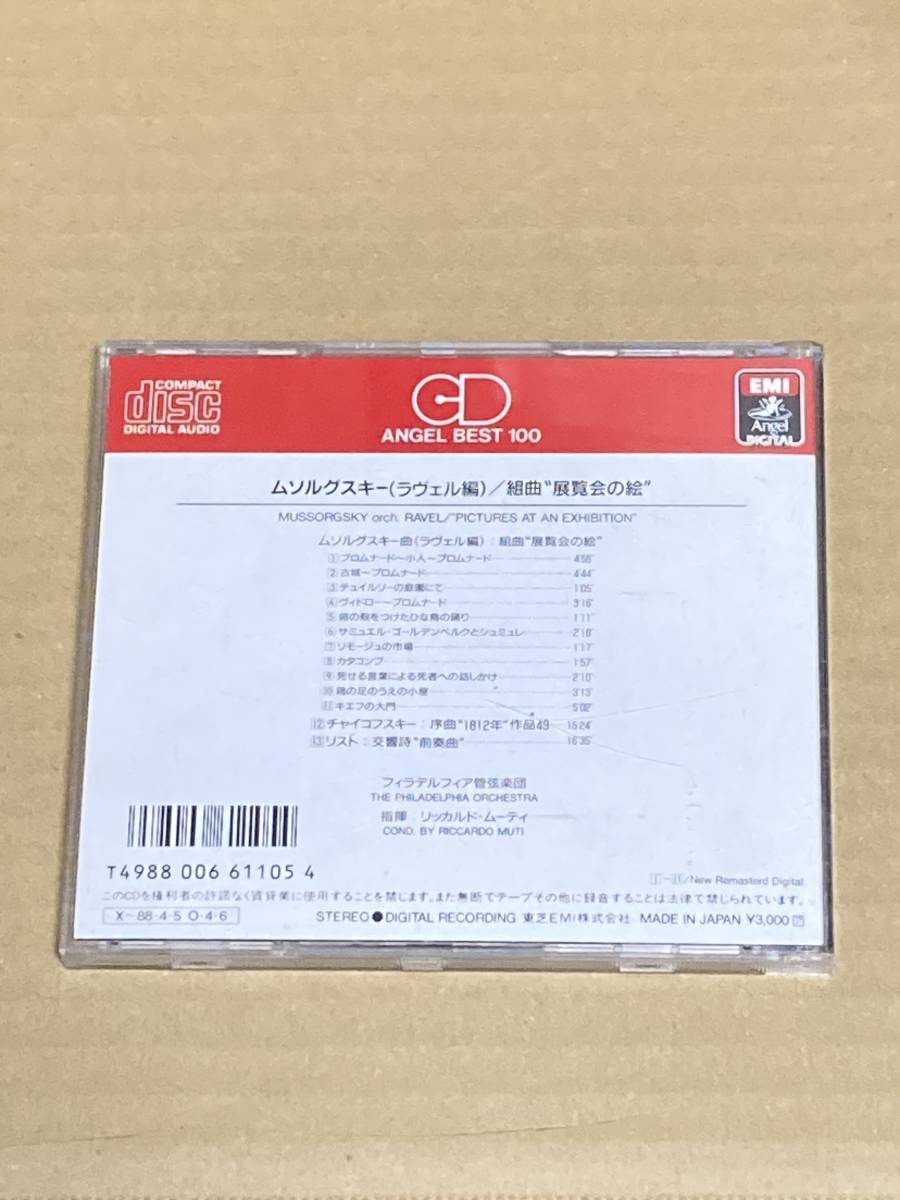 COMPACT
disc
DIGITAL AUDIO
CD
ANGEL BEST 100
EMI
Angel
DIGITAL
ムソルグスキー(ラヴェル編)/組曲“展覧会の絵”
MUSSORGSKY orch. RAVEL/"PICTURES AT AN EXHIBITION"
ムソルグスキー曲(ラヴェル編):組曲“展覧会の絵”
1 プロムナード〜小人〜プロムナード 4'56"
2 古城〜プロムナード 4'44"
3 テュイルリーの庭園にて 1'05"
4 ヴィドロー〜プロムナード 3'16"
5 卵の殻をつけたひな鳥の踊り 1'11"
6 サミュエル・ゴールデンベルクとシュミュレ 2'18"
7 リモージュの市場 1'17"
8 カタコンブ 1'57"
9 死せる言葉による死者への話しかけ 2'10"
10 鶏の足のうえの小屋 3'13"
11 キエフの大門 5'02"
12 チャイコフスキー:序曲“1812年”作品49 15'24"
13 リスト:交響詩“前奏曲” 16'35"
フィラデルフィア管弦楽団
THE PHILADELPHIA ORCHESTRA
指揮 リッカルド・ムーティ
COND. BY RICCARDO MUTI
T4988 006 61105 4
1–11/New Remasterd Digital
このCDを権利者の許諾なく賃貸業に使用することを禁じます。また無断でテープその他に録音することは法律で禁じられています。
X-88・4・5 O・4・6
STEREO ● DIGITAL RECORDING 東芝EMI株式会社 MADE IN JAPAN ¥3,000